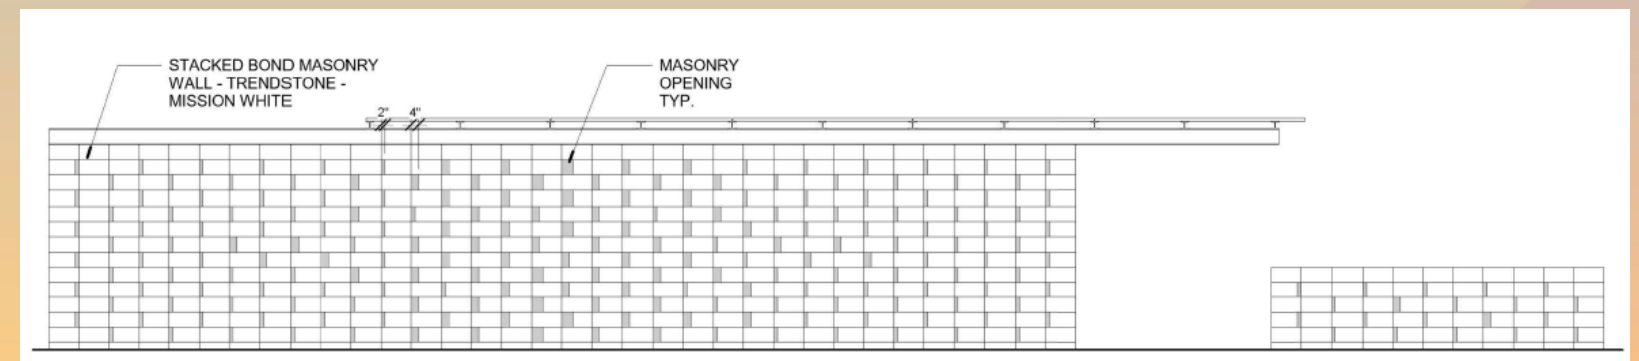 STACKED BOND MASONRY
WALL - TRENDSTONE -
MISSION WHITE
2"
4"
MASONRY
OPENING
TYP.